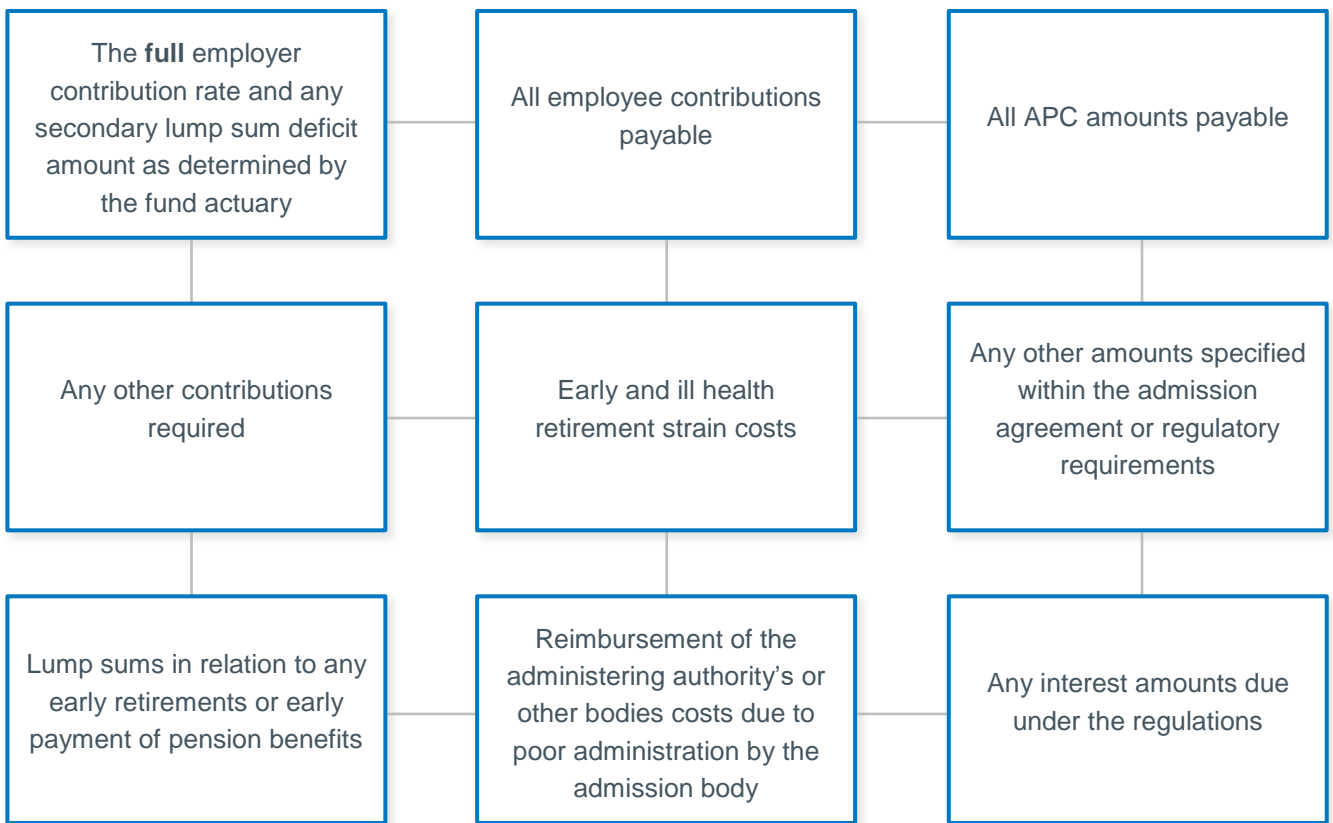 The full employer
contribution rate and any
secondary lump sum deficit
amount as determined by
the fund actuary
All employee contributions
payable
All APC amounts payable
Any other contributions
required
Early and ill health
retirement strain costs
Any other amounts specified
within the admission
agreement or regulatory
requirements
Lump sums in relation to any
early retirements or early
payment of pension benefits
Reimbursement of the
administering authority’s or
other bodies costs due to
poor administration by the
admission body
Any interest amounts due
under the regulations